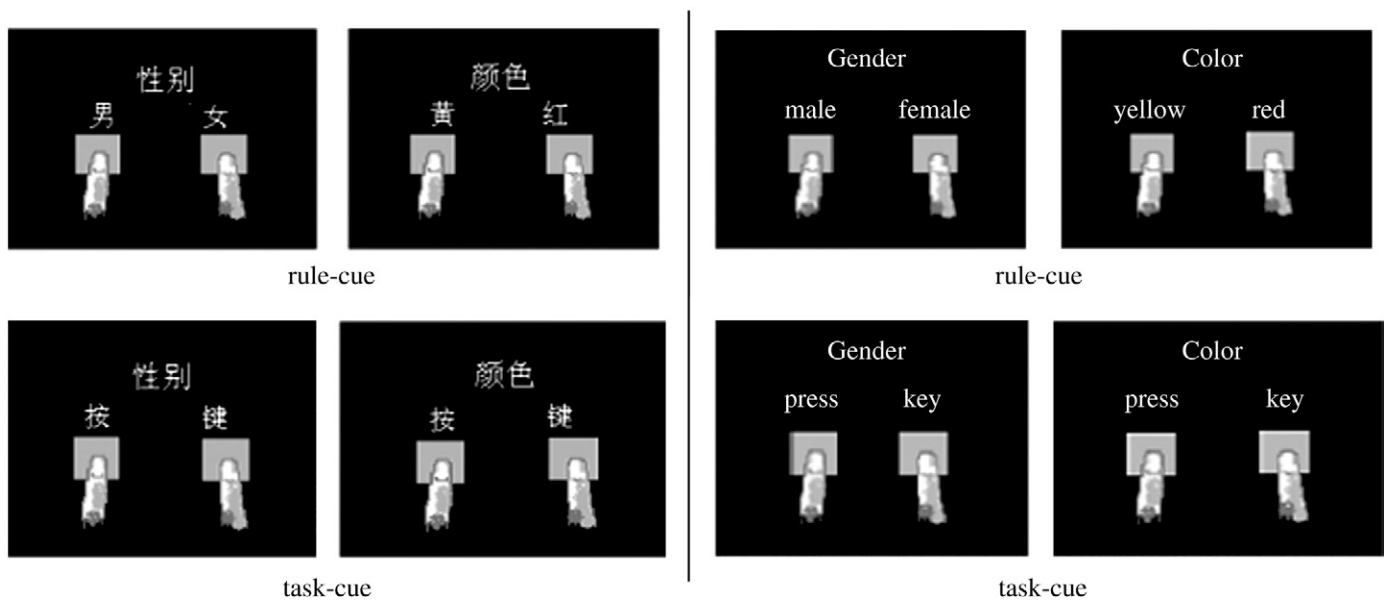 性别
男 女
颜色
黄 红
rule-cue
性别
按 键
颜色
按 键
task-cue
Gender
male female
Color
yellow red
rule-cue
Gender
press key
Color
press key
task-cue